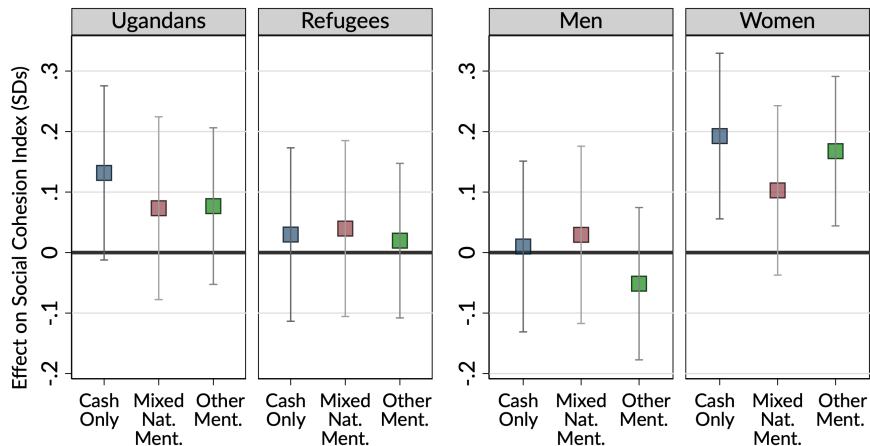 Ugandans
Refugees
Men
Women
Effect on Social Cohesion Index (SDs)
.3
.2
.1
0
-.1
-.2
.3
.2
.1
0
-.1
-.2
Cash
Only
Mixed
Nat.
Ment.
Other
Ment.
Cash
Only
Mixed
Nat.
Ment.
Other
Ment.
Cash
Only
Mixed
Nat.
Ment.
Other
Ment.
Cash
Only
Mixed
Nat.
Ment.
Other
Ment.